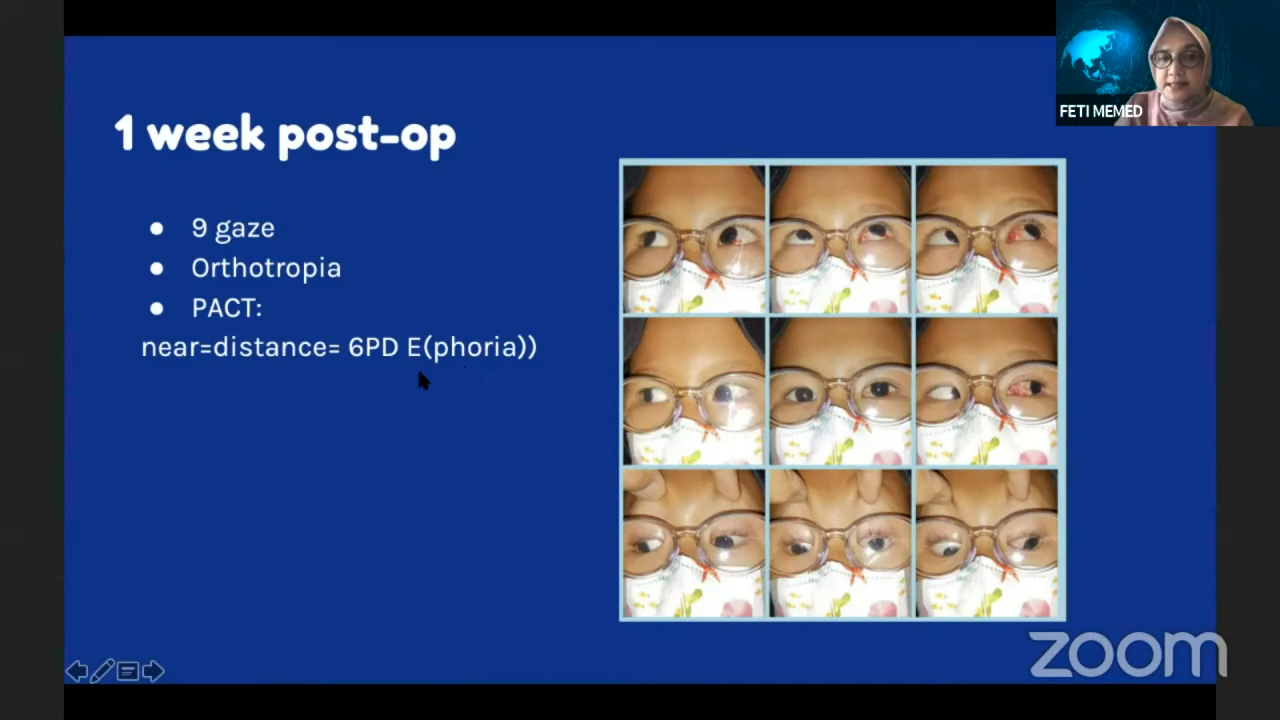 FETI MEMED
1 week post-op
● 9 gaze
● Orthotropia
● PACT:
near=distance= 6PD E(phoria))
zoom